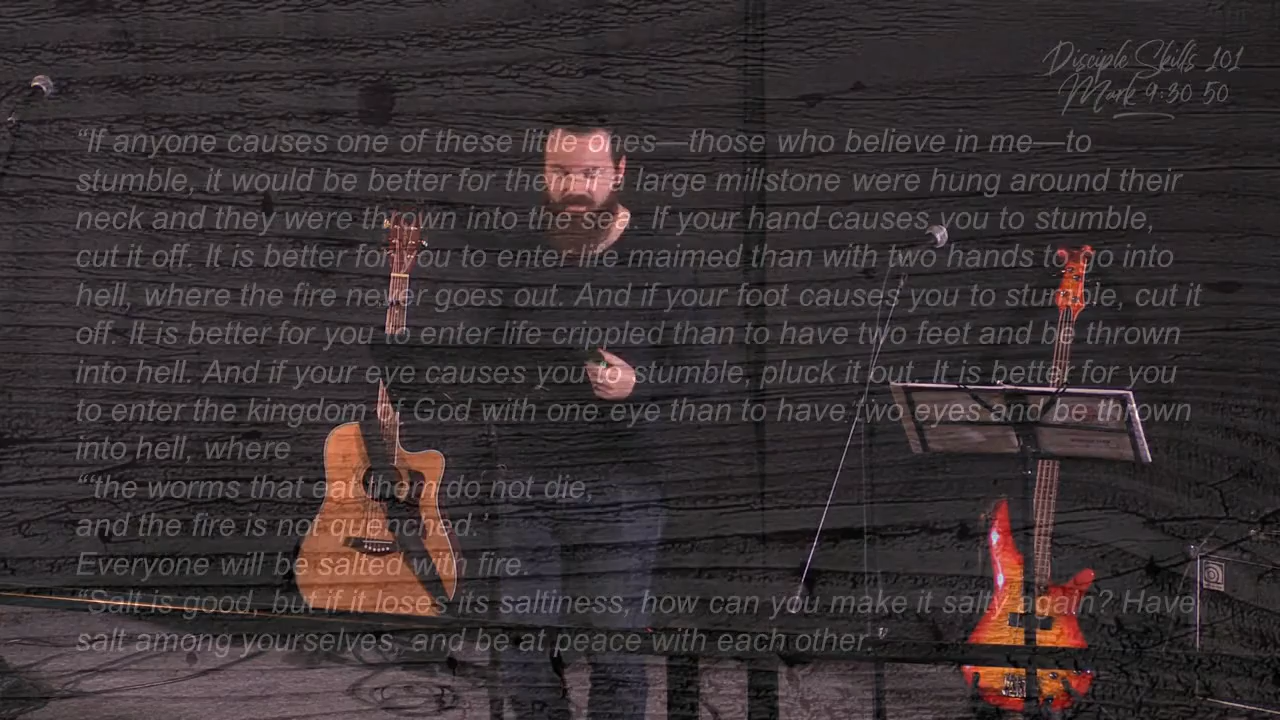 Disciple Skills 101
Mark 9:30 50
“If anyone causes one of these little ones—those who believe in me—to
stumble, it would be better for them if a large millstone were hung around their
neck and they were thrown into the sea. If your hand causes you to stumble,
cut it off. It is better for you to enter life maimed than with two hands to go into
hell, where the fire never goes out. And if your foot causes you to stumble, cut it
off. It is better for you to enter life crippled than to have two feet and be thrown
into hell. And if your eye causes you to stumble, pluck it out. It is better for you
to enter the kingdom of God with one eye than to have two eyes and be thrown
into hell, where
“‘the worms that eat them do not die,
and the fire is not quenched.’
Everyone will be salted with fire.
“Salt is good, but if it loses its saltiness, how can you make it salty again? Have
salt among yourselves, and be at peace with each other.”